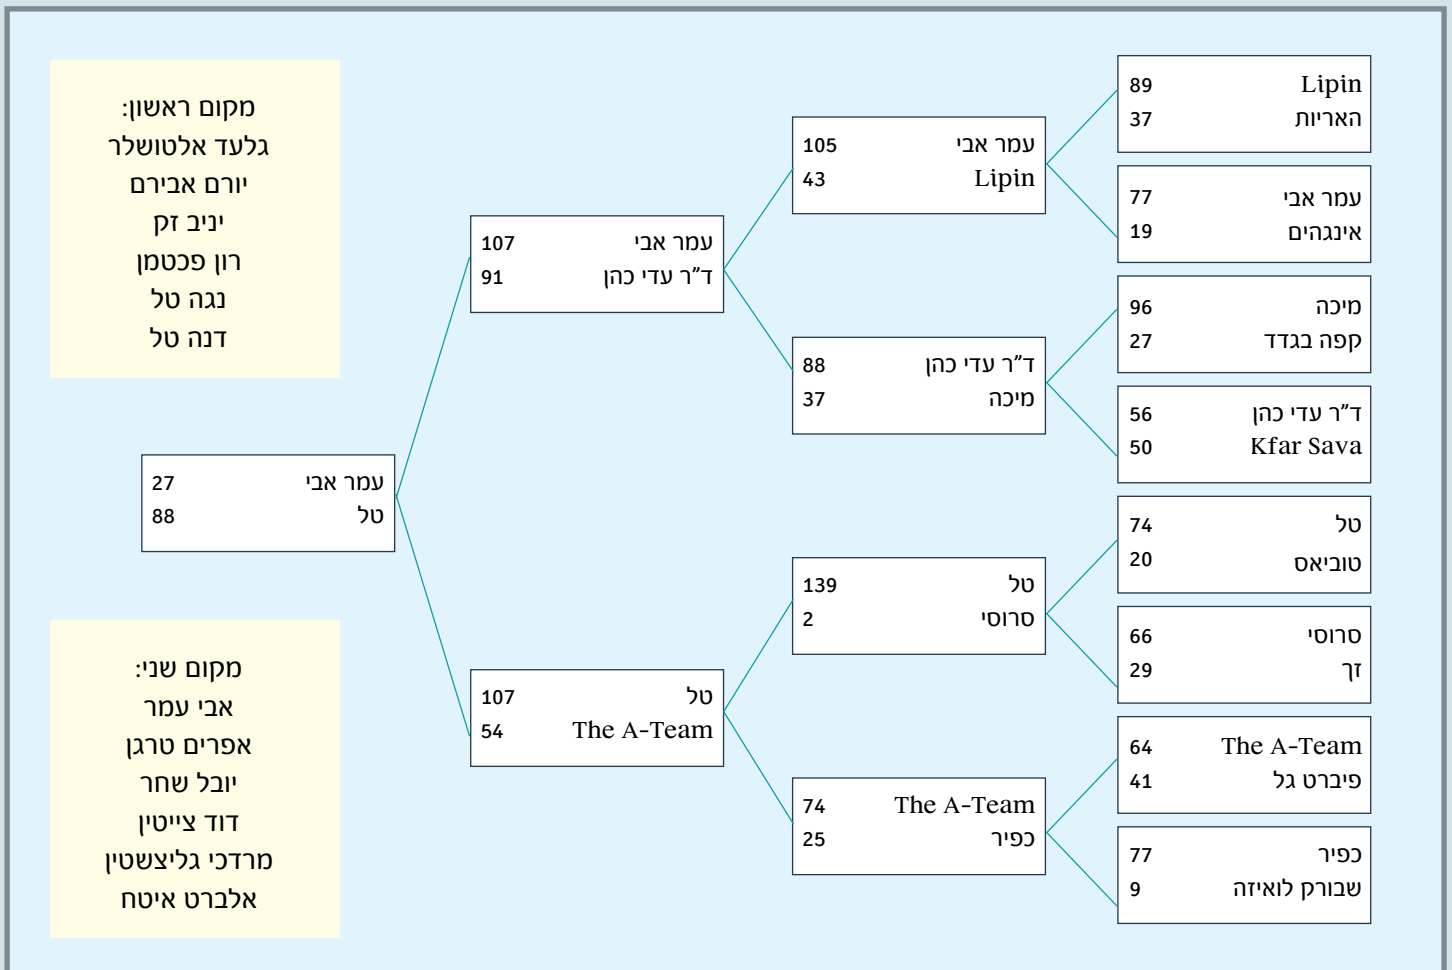 מקום ראשון:
גלעד אלטושלר
יורם אבירם
יניב זק
רון פכטמן
נגה טל
דנה טל
Lipin 89
האריות 37
עמר אבי 77
אינגהים 19
מיכה 96
קפה בגדד 27
ד״ר עדי כהן 56
Kfar Sava 50
טל 74
טוביאס 20
סרוסי 66
זך 29
The A-Team 64
פיברט גל 41
כפיר 77
שבורק לואיזה 9
עמר אבי 105
Lipin 43
ד״ר עדי כהן 88
מיכה 37
טל 139
סרוסי 2
The A-Team 74
כפיר 25
עמר אבי 107
ד״ר עדי כהן 91
טל 107
The A-Team 54
עמר אבי 27
טל 88
מקום שני:
אבי עמר
אפרים טרגן
יובל שחר
דוד צייטין
מרדכי גליצשטין
אלברט איטח